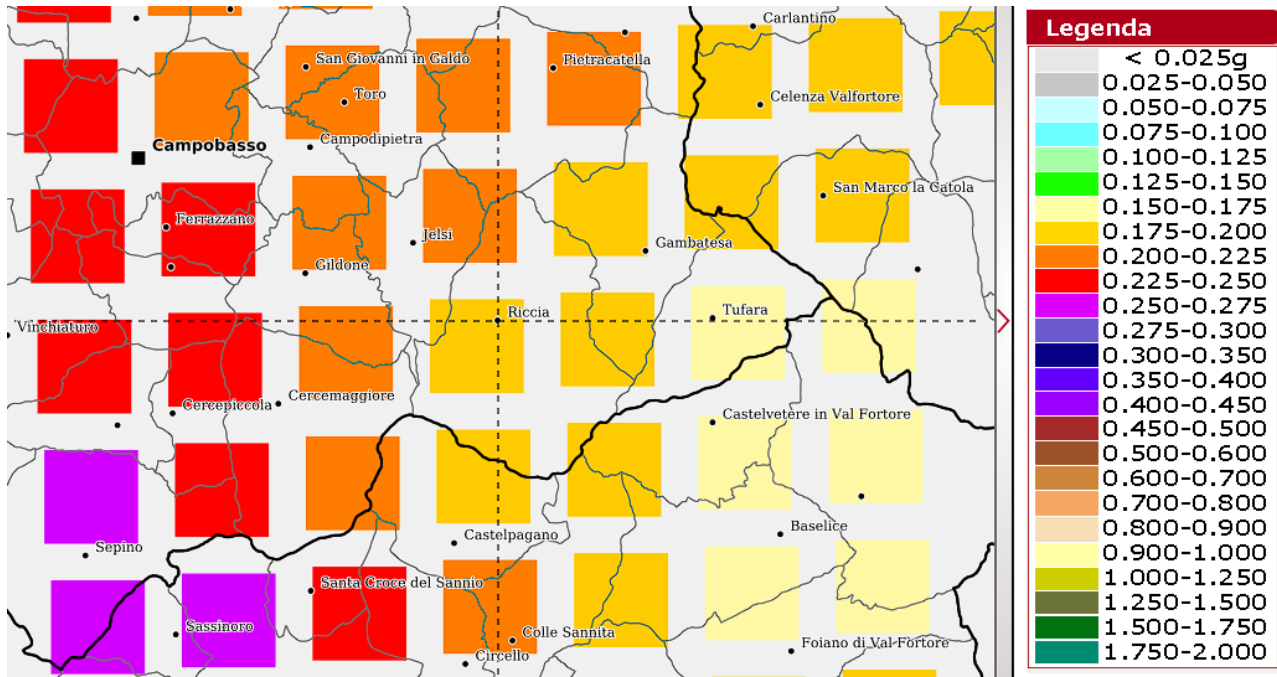 Carlantino
San Giovanni in Galdo
Pietracatella
Toro
Celenza Valfortore
Campodipietra
Campobasso
San Marco la Catola
Ferrazzano
Jelsi
Gambatesa
Gildone
Riccia
Tufara
Vinchiaturo
Cercemaggiore
Cercepiccola
Castelvetere in Val Fortore
Baselice
Castelpagano
Sepino
Santa Croce del Sannio
Sassinoro
Colle Sannita
Foiano di Val Fortore
Circello
Legenda
< 0.025g
0.025-0.050
0.050-0.075
0.075-0.100
0.100-0.125
0.125-0.150
0.150-0.175
0.175-0.200
0.200-0.225
0.225-0.250
0.250-0.275
0.275-0.300
0.300-0.350
0.350-0.400
0.400-0.450
0.450-0.500
0.500-0.600
0.600-0.700
0.700-0.800
0.800-0.900
0.900-1.000
1.000-1.250
1.250-1.500
1.500-1.750
1.750-2.000